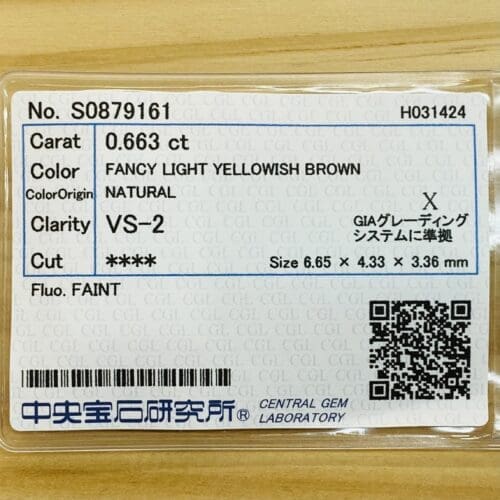 No. S0879161 H031424
Carat 0.663 ct
Color FANCY LIGHT YELLOWISH BROWN
ColorOrigin NATURAL
X
Clarity VS-2 GIAグレーディング
システムに準拠
Cut **** Size 6.65 × 4.33 × 3.36 mm
Fluo. FAINT
中央宝石研究所® CENTRAL GEM
LABORATORY